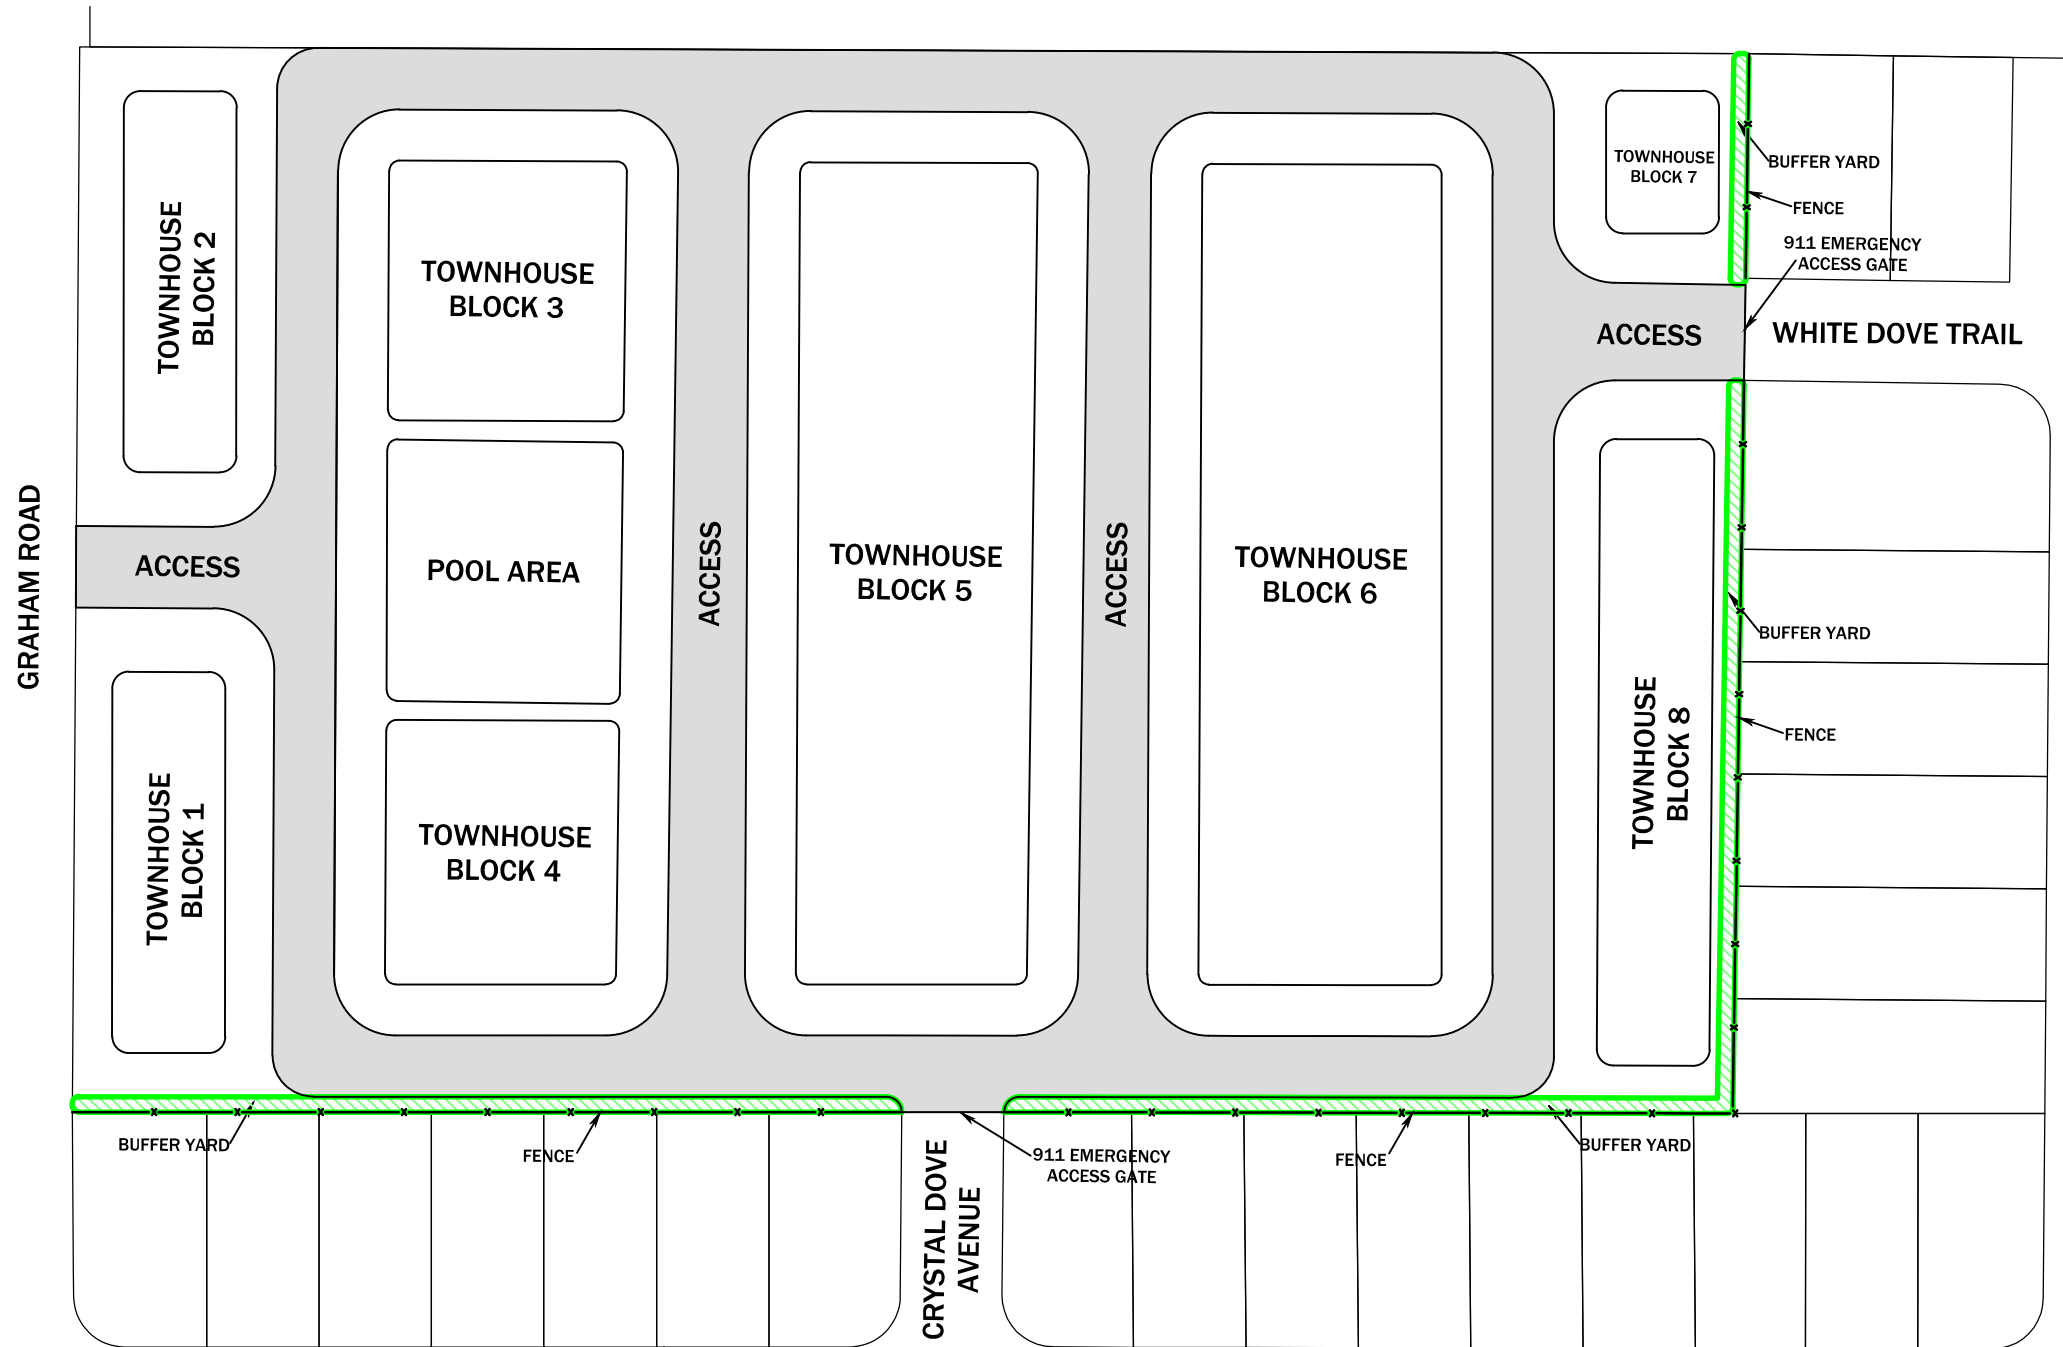 TOWNHOUSE
BLOCK 7
BUFFER YARD
FENCE
911 EMERGENCY
ACCESS GATE
TOWNHOUSE
BLOCK 2
TOWNHOUSE
BLOCK 3
ACCESS
WHITE DOVE TRAIL
GRAHAM ROAD
ACCESS
POOL AREA
ACCESS
TOWNHOUSE
BLOCK 5
ACCESS
TOWNHOUSE
BLOCK 6
BUFFER YARD
FENCE
TOWNHOUSE
BLOCK 8
TOWNHOUSE
BLOCK 1
TOWNHOUSE
BLOCK 4
BUFFER YARD
FENCE
911 EMERGENCY
ACCESS GATE
FENCE
BUFFER YARD
CRYSTAL DOVE
AVENUE